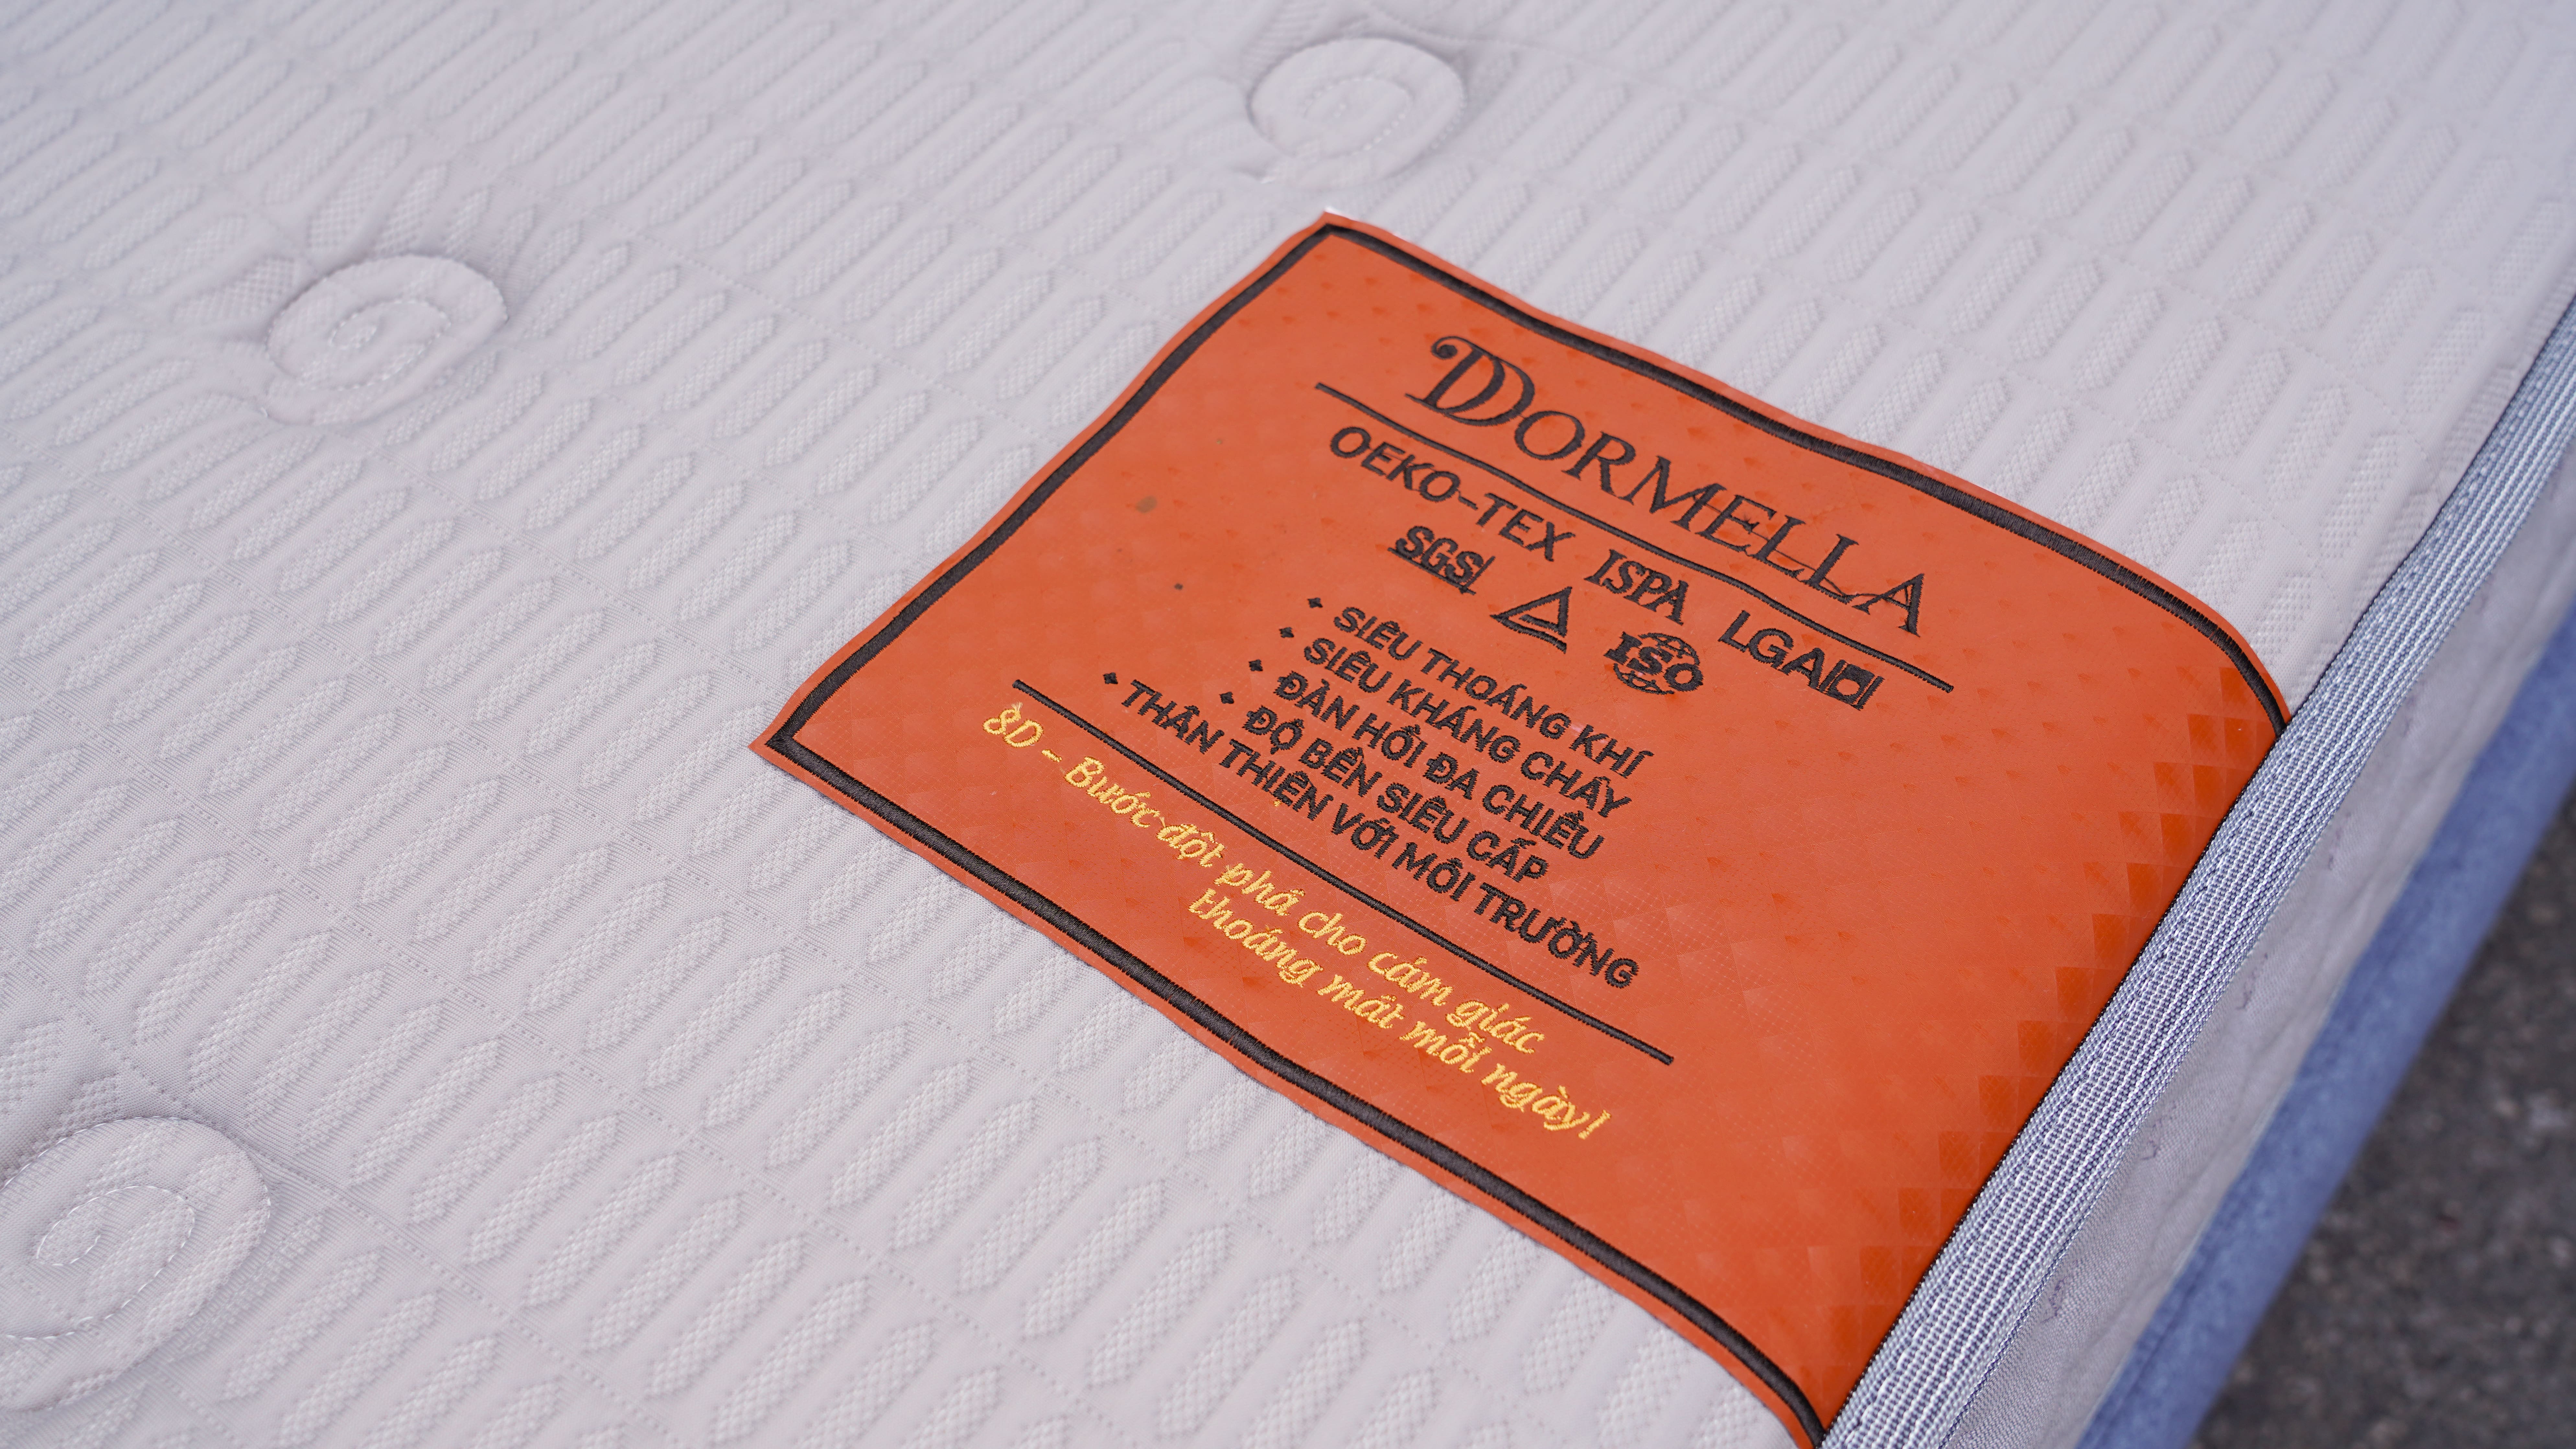 DORMELLA
OEKO-TEX ISPA LGA
SGS ISO
• SIÊU THOÁNG KHÍ
• SIÊU KHÁNG CHÁY
• ĐÀN HỒI ĐA CHIỀU
• ĐỘ BỀN SIÊU CẤP
• THÂN THIỆN VỚI MÔI TRƯỜNG
8D - Bước đột phá cho cảm giác
thoáng mát mỗi ngày!